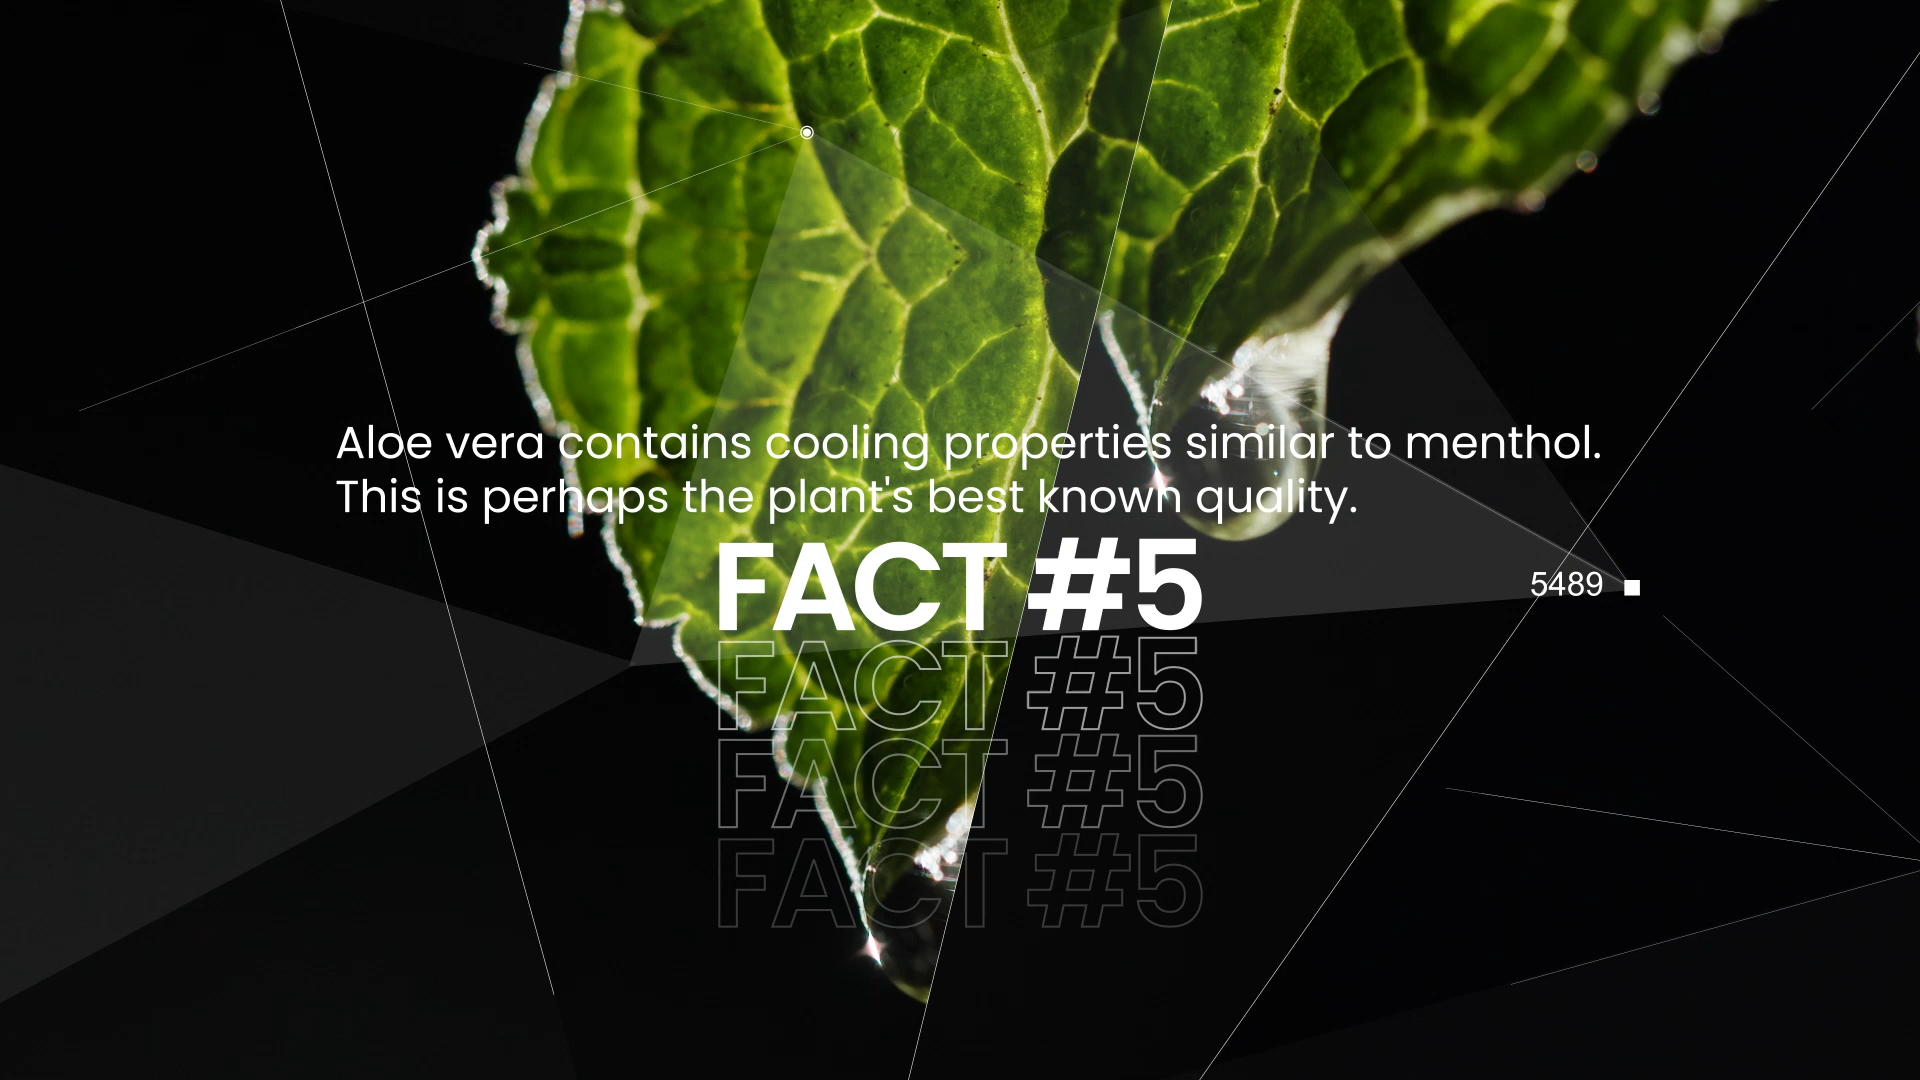 Aloe vera contains cooling properties similar to menthol.
This is perhaps the plant's best known quality.
FACT #5
5489
FACT #5
FACT #5
FACT #5